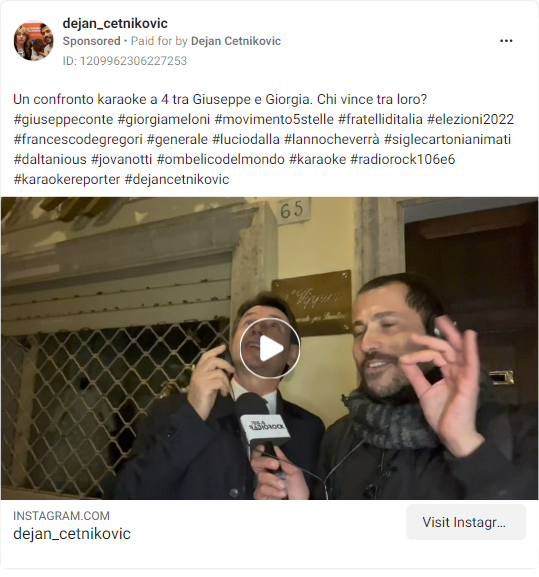 dejan_cetnikovic
Sponsored • Paid for by Dejan Cetnikovic
ID: 1209962306227253
Un confronto karaoke a 4 tra Giuseppe e Giorgia. Chi vince tra loro?
#giuseppeconte #giorgiameloni #movimento5stelle #fratelliditalia #elezioni2022
#francescodegregori #generale #luciodalla #lannocheverrà #siglecartonianimati
#daltanious #jovanotti #ombelicodelmondo #karaoke #radiorock106e6
#karaokereporter #dejancetnikovic
65
INSTAGRAM.COM
dejan_cetnikovic
Visit Instagr...